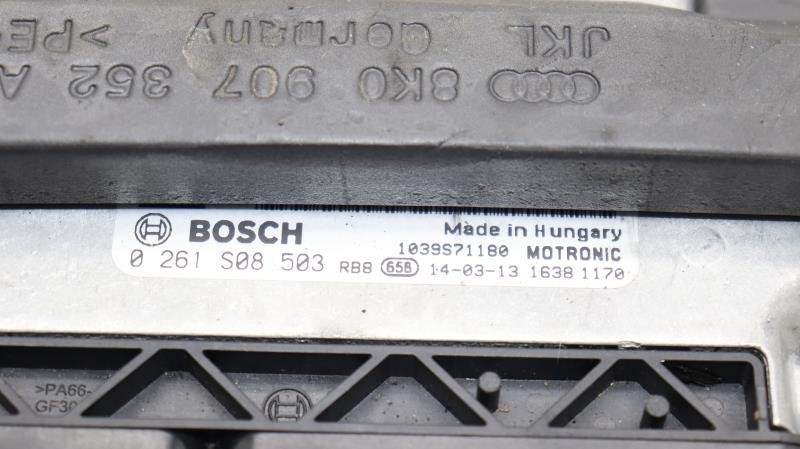 JKL Germany >PE-
8K0 907 352 A
BOSCH Made in Hungary
1039S71180 MOTRONIC
0 261 S08 503 RB8 658 14-03-13 1638 1170
>PA66-
GF30